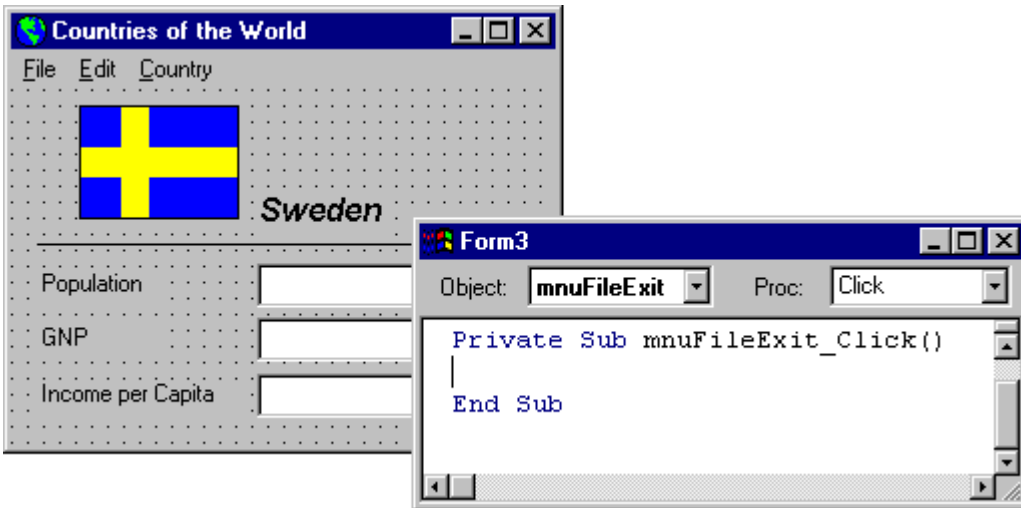 Countries of the World
File Edit Country
Sweden
Population
GNP
Income per Capita
Form3
Object: mnuFileExit Proc: Click
Private Sub mnuFileExit_Click()
End Sub